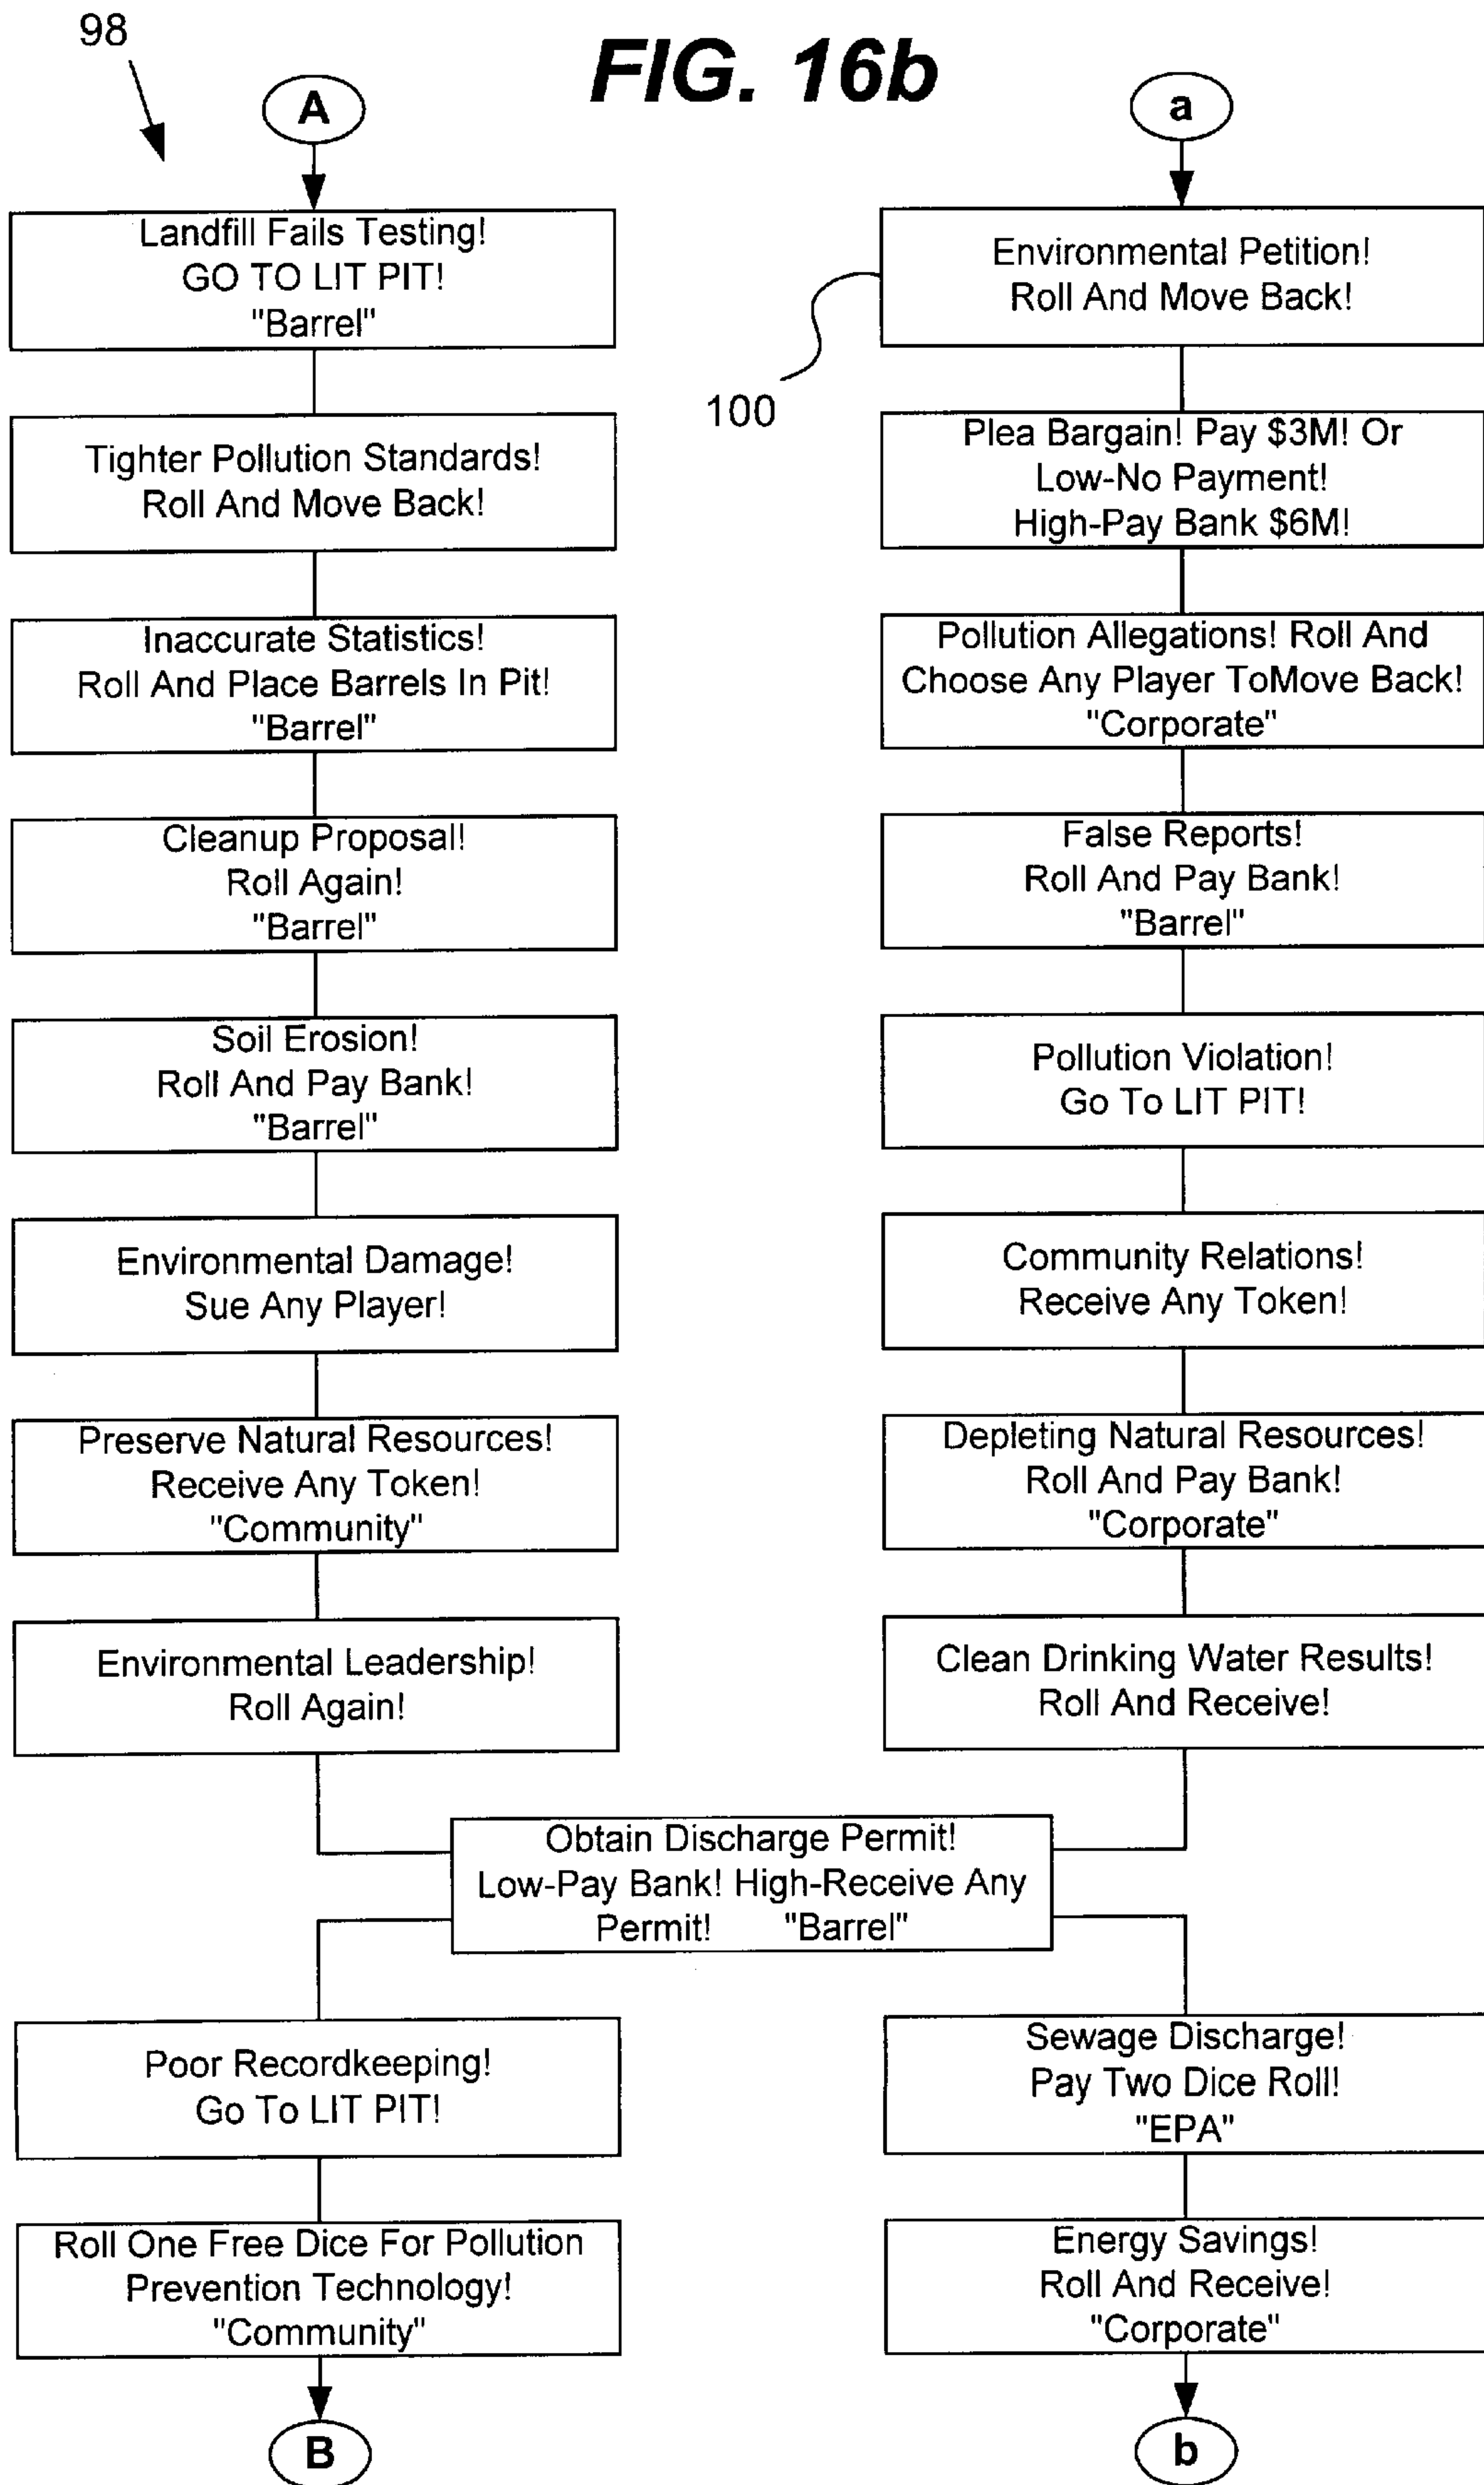 98
FIG. 16b
A
Landfill Fails Testing!
GO TO LIT PIT!
"Barrel"
Tighter Pollution Standards!
Roll And Move Back!
Inaccurate Statistics!
Roll And Place Barrels In Pit!
"Barrel"
Cleanup Proposal!
Roll Again!
"Barrel"
Soil Erosion!
Roll And Pay Bank!
"Barrel"
Environmental Damage!
Sue Any Player!
Preserve Natural Resources!
Receive Any Token!
"Community"
Environmental Leadership!
Roll Again!
a
Environmental Petition!
Roll And Move Back!
100
Plea Bargain! Pay $3M! Or
Low-No Payment!
High-Pay Bank $6M!
Pollution Allegations! Roll And
Choose Any Player ToMove Back!
"Corporate"
False Reports!
Roll And Pay Bank!
"Barrel"
Pollution Violation!
Go To LIT PIT!
Community Relations!
Receive Any Token!
Depleting Natural Resources!
Roll And Pay Bank!
"Corporate"
Clean Drinking Water Results!
Roll And Receive!
Obtain Discharge Permit!
Low-Pay Bank! High-Receive Any
Permit! "Barrel"
Poor Recordkeeping!
Go To LIT PIT!
Roll One Free Dice For Pollution
Prevention Technology!
"Community"
B
Sewage Discharge!
Pay Two Dice Roll!
"EPA"
Energy Savings!
Roll And Receive!
"Corporate"
b